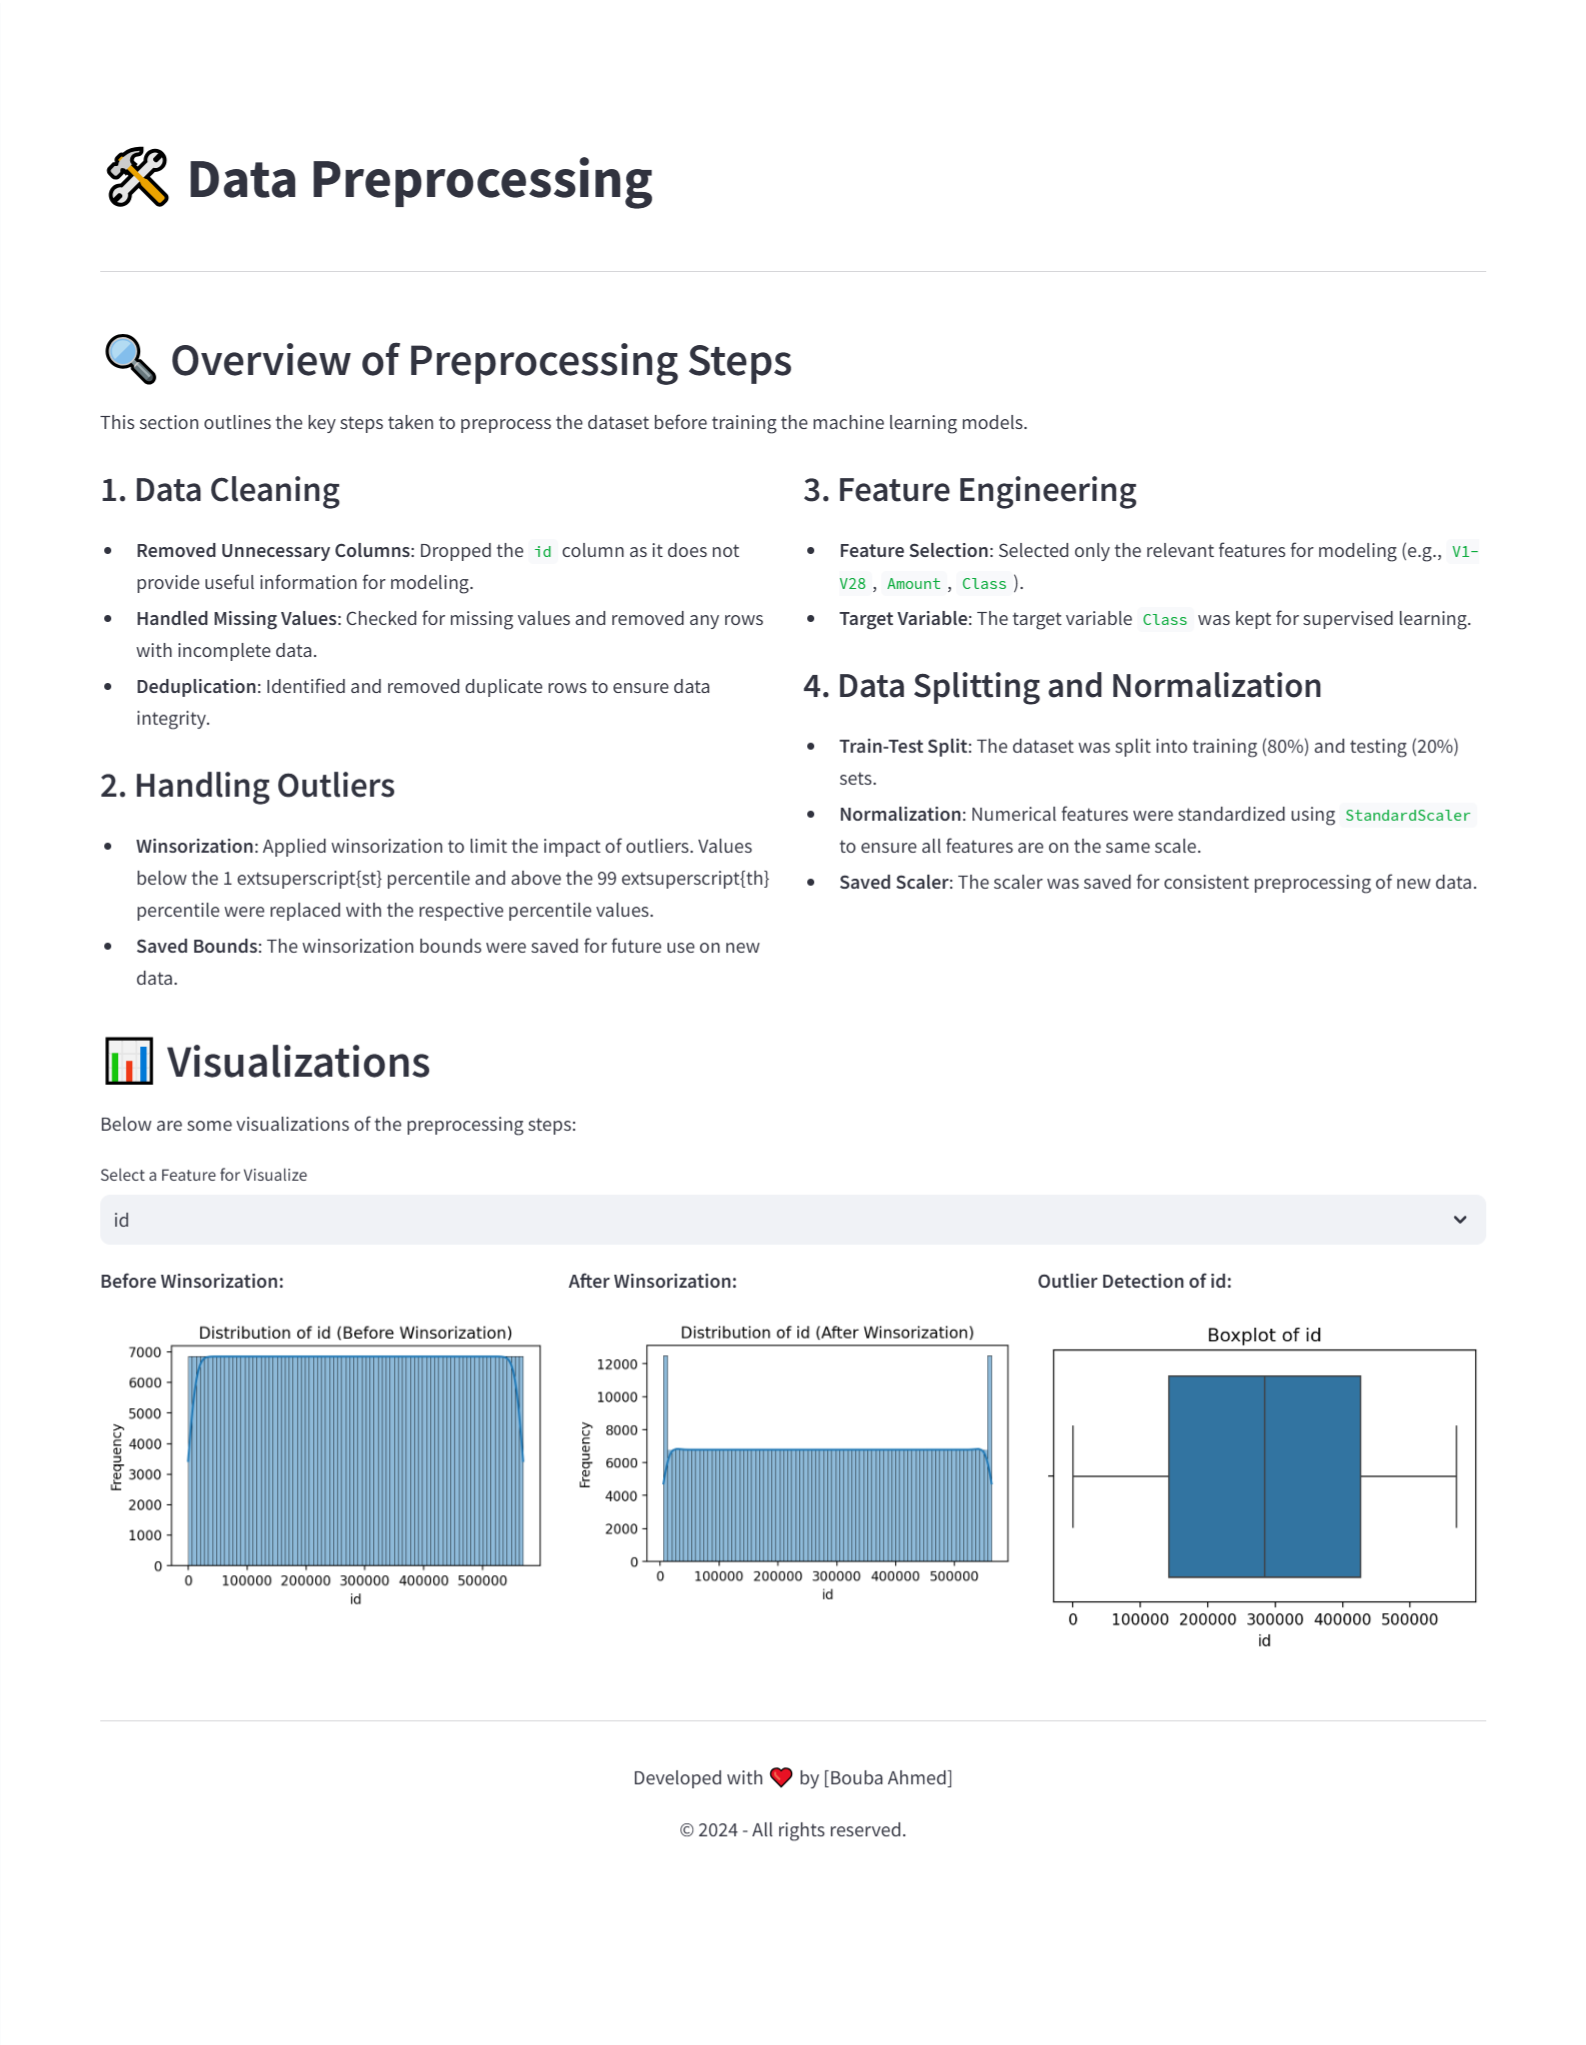 Data Preprocessing
Overview of Preprocessing Steps
This section outlines the key steps taken to preprocess the dataset before training the machine learning models.
1. Data Cleaning
• Removed Unnecessary Columns: Dropped the id column as it does not
provide useful information for modeling.
• Handled Missing Values: Checked for missing values and removed any rows
with incomplete data.
• Deduplication: Identified and removed duplicate rows to ensure data
integrity.
2. Handling Outliers
• Winsorization: Applied winsorization to limit the impact of outliers. Values
below the 1 extsuperscript{st} percentile and above the 99 extsuperscript{th}
percentile were replaced with the respective percentile values.
• Saved Bounds: The winsorization bounds were saved for future use on new
data.
3. Feature Engineering
• Feature Selection: Selected only the relevant features for modeling (e.g., V1-
V28 , Amount , Class ).
• Target Variable: The target variable Class was kept for supervised learning.
4. Data Splitting and Normalization
• Train-Test Split: The dataset was split into training (80%) and testing (20%)
sets.
• Normalization: Numerical features were standardized using StandardScaler
to ensure all features are on the same scale.
• Saved Scaler: The scaler was saved for consistent preprocessing of new data.
Visualizations
Below are some visualizations of the preprocessing steps:
Select a Feature for Visualize
id
Before Winsorization:
Distribution of id (Before Winsorization)
7000
6000
5000
4000
3000
2000
1000
0
Frequency
0 100000 200000 300000 400000 500000
id
After Winsorization:
Distribution of id (After Winsorization)
12000
10000
8000
6000
4000
2000
0
Frequency
0 100000 200000 300000 400000 500000
id
Outlier Detection of id:
Boxplot of id
0 100000 200000 300000 400000 500000
id
Developed with ❤️ by [Bouba Ahmed]
© 2024 - All rights reserved.